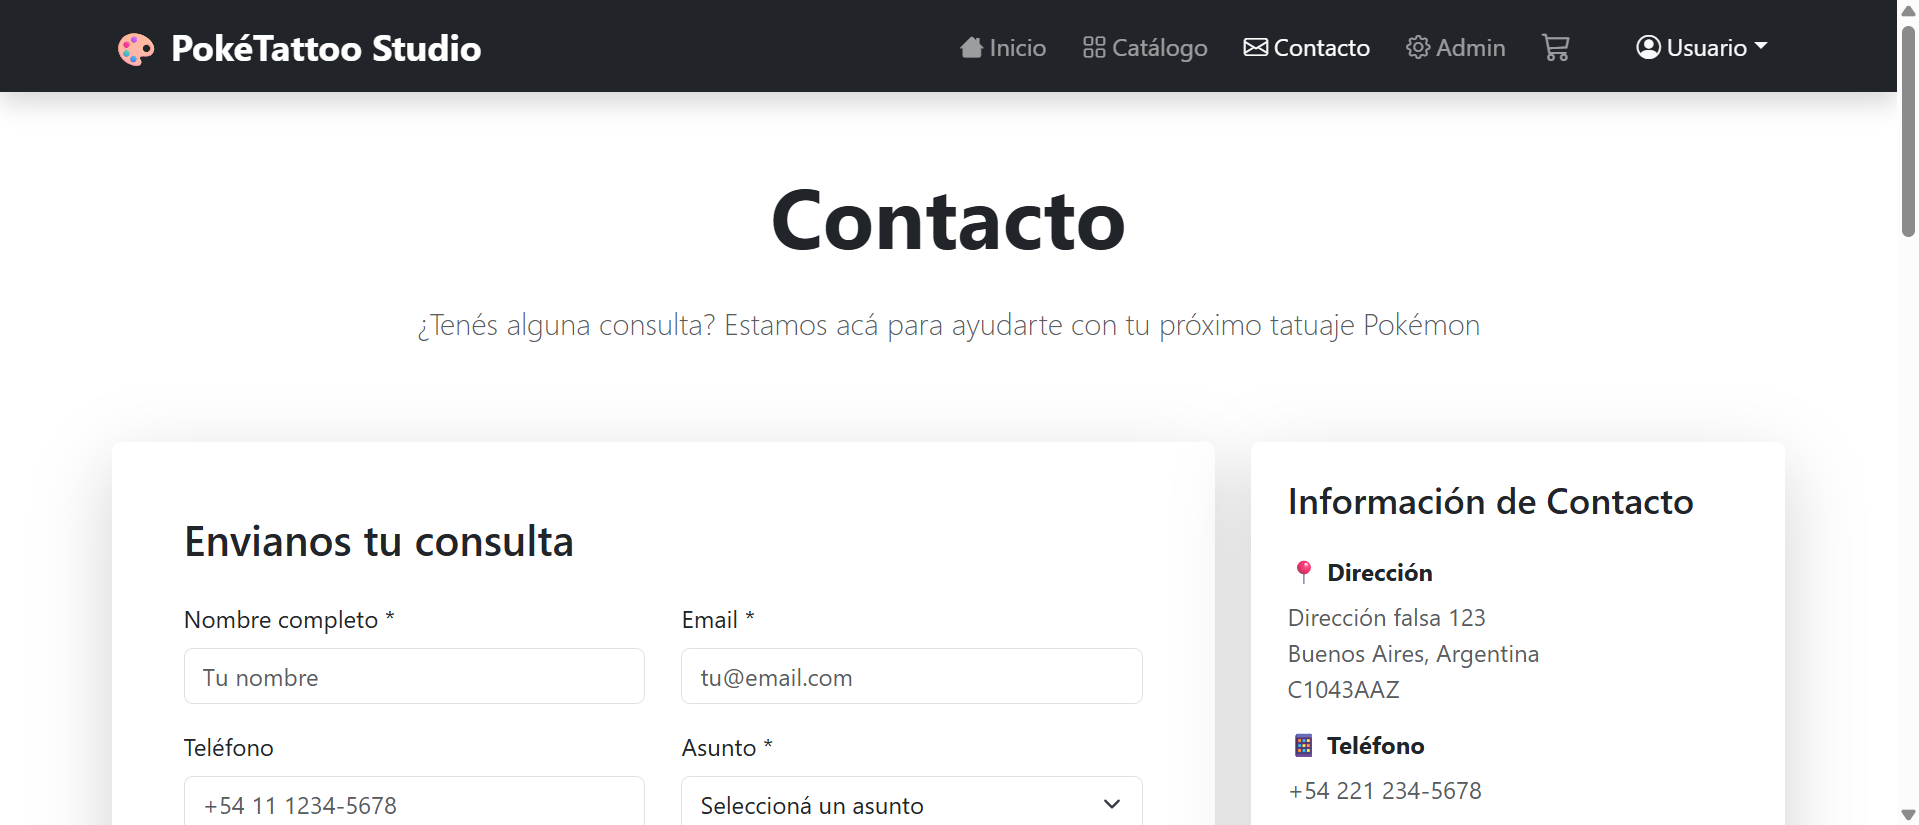 PokéTattoo Studio
Inicio
Catálogo
Contacto
Admin
Usuario
Contacto
¿Tenés alguna consulta? Estamos acá para ayudarte con tu próximo tatuaje Pokémon
Envianos tu consulta
Nombre completo *
Tu nombre
Email *
tu@email.com
Teléfono
+54 11 1234-5678
Asunto *
Seleccioná un asunto
Información de Contacto
Dirección
Dirección falsa 123
Buenos Aires, Argentina
C1043AAZ
Teléfono
+54 221 234-5678